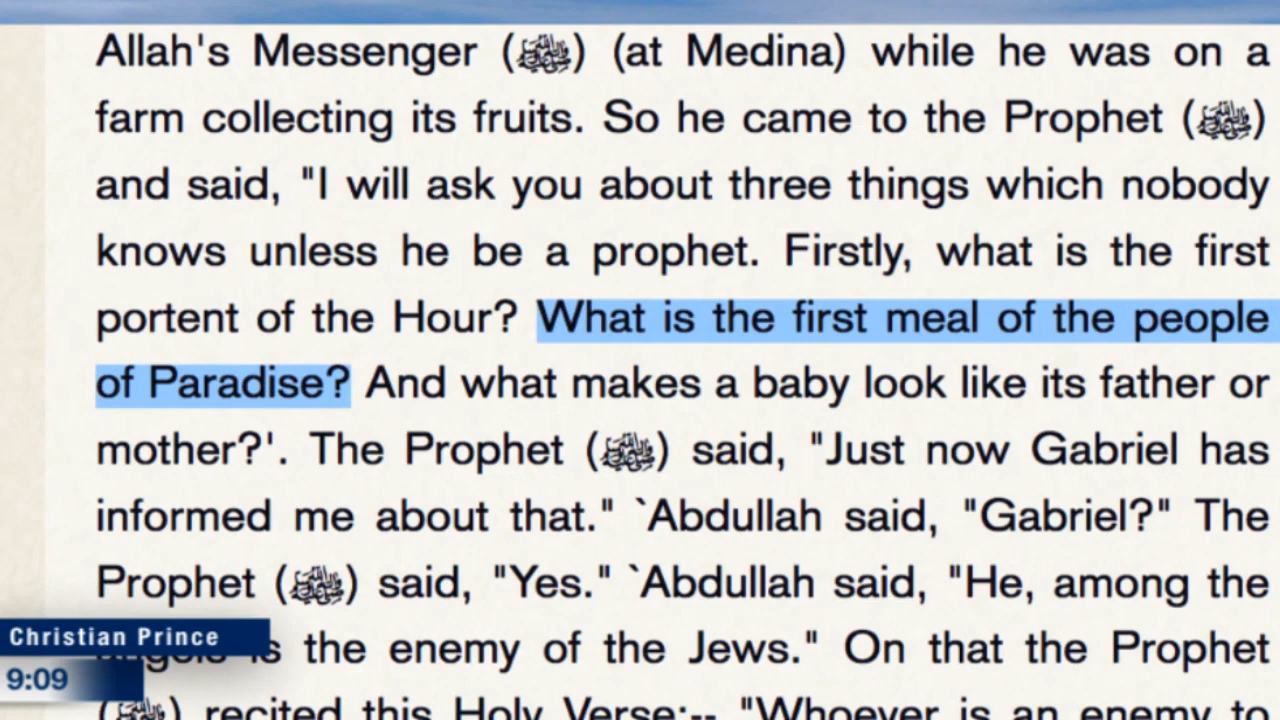 Allah's Messenger (ﷺ) (at Medina) while he was on a
farm collecting its fruits. So he came to the Prophet (ﷺ)
and said, "I will ask you about three things which nobody
knows unless he be a prophet. Firstly, what is the first
portent of the Hour? What is the first meal of the people
of Paradise? And what makes a baby look like its father or
mother?'. The Prophet (ﷺ) said, "Just now Gabriel has
informed me about that." `Abdullah said, "Gabriel?" The
Prophet (ﷺ) said, "Yes." `Abdullah said, "He, among the
angels is the enemy of the Jews." On that the Prophet
(ﷺ) recited this Holy Verse:-- "Whoever is an enemy to
Christian Prince
9:09